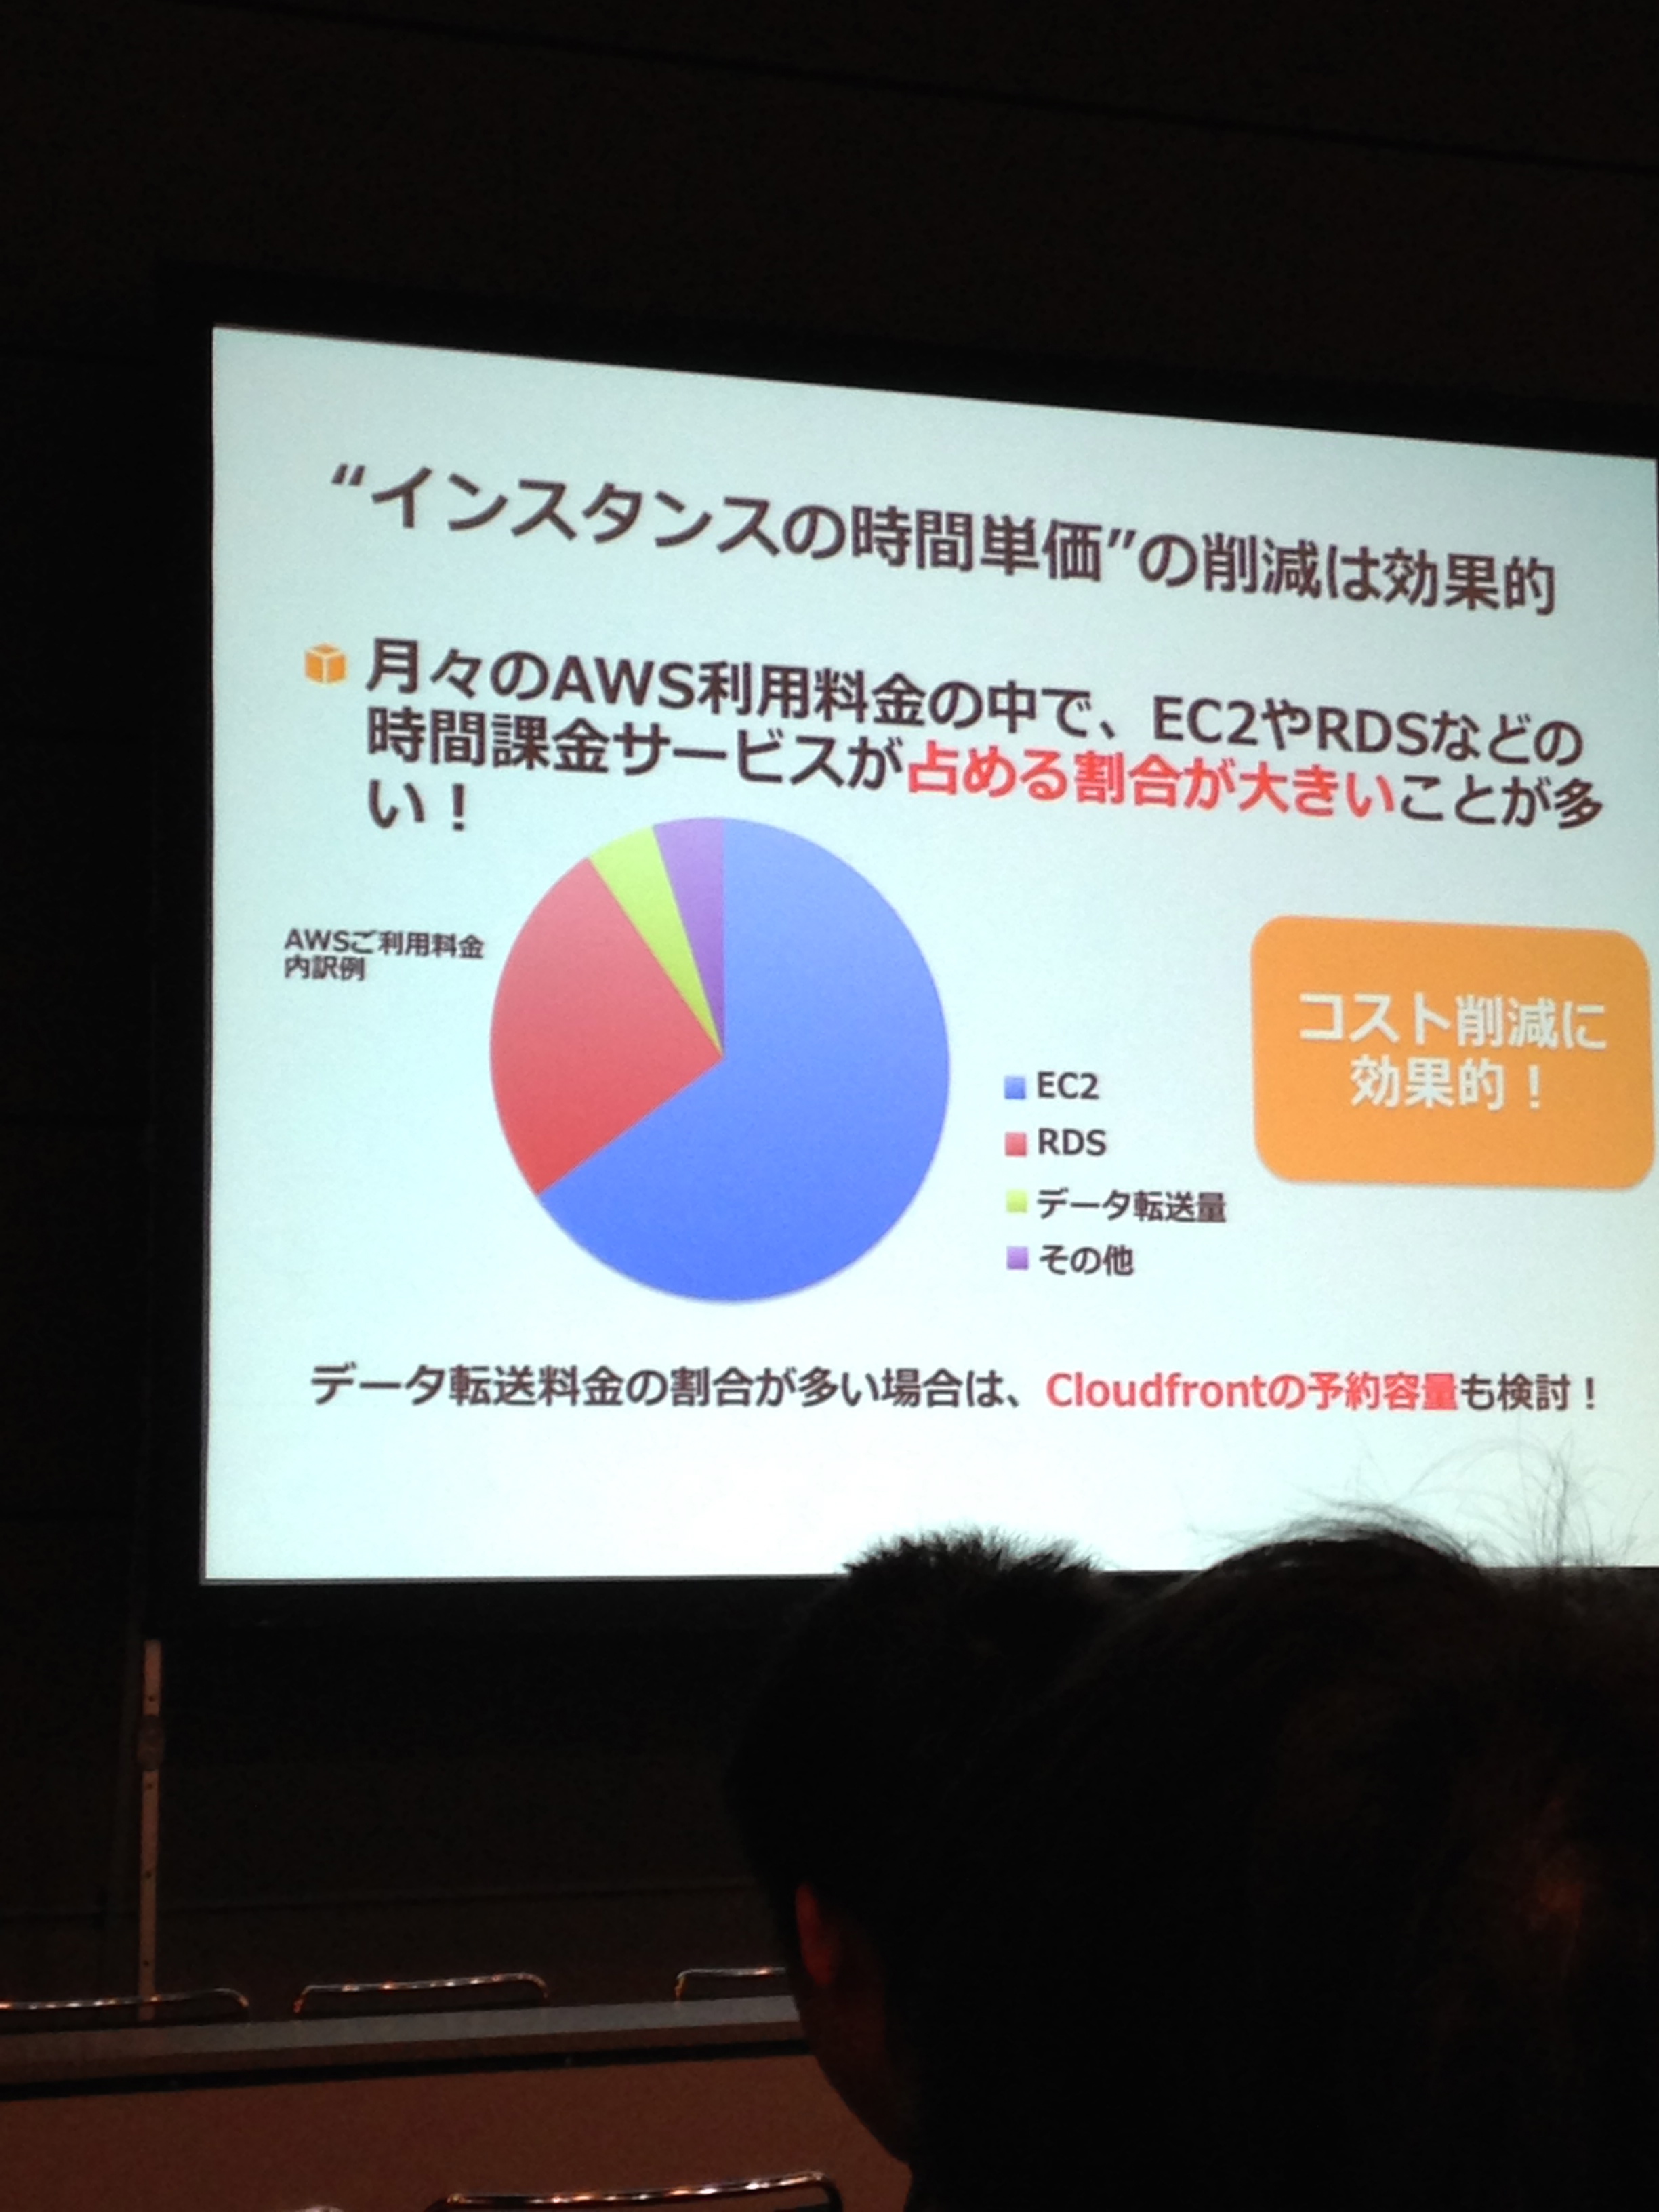 “インスタンスの時間単価”の削減は効果的
月々のAWS利用料金の中で、EC2やRDSなどの
時間課金サービスが占める割合が大きいことが多
い！
AWSご利用料金
内訳例
コスト削減に
効果的！
EC2
RDS
データ転送量
その他
データ転送料金の割合が多い場合は、Cloudfrontの予約容量も検討！